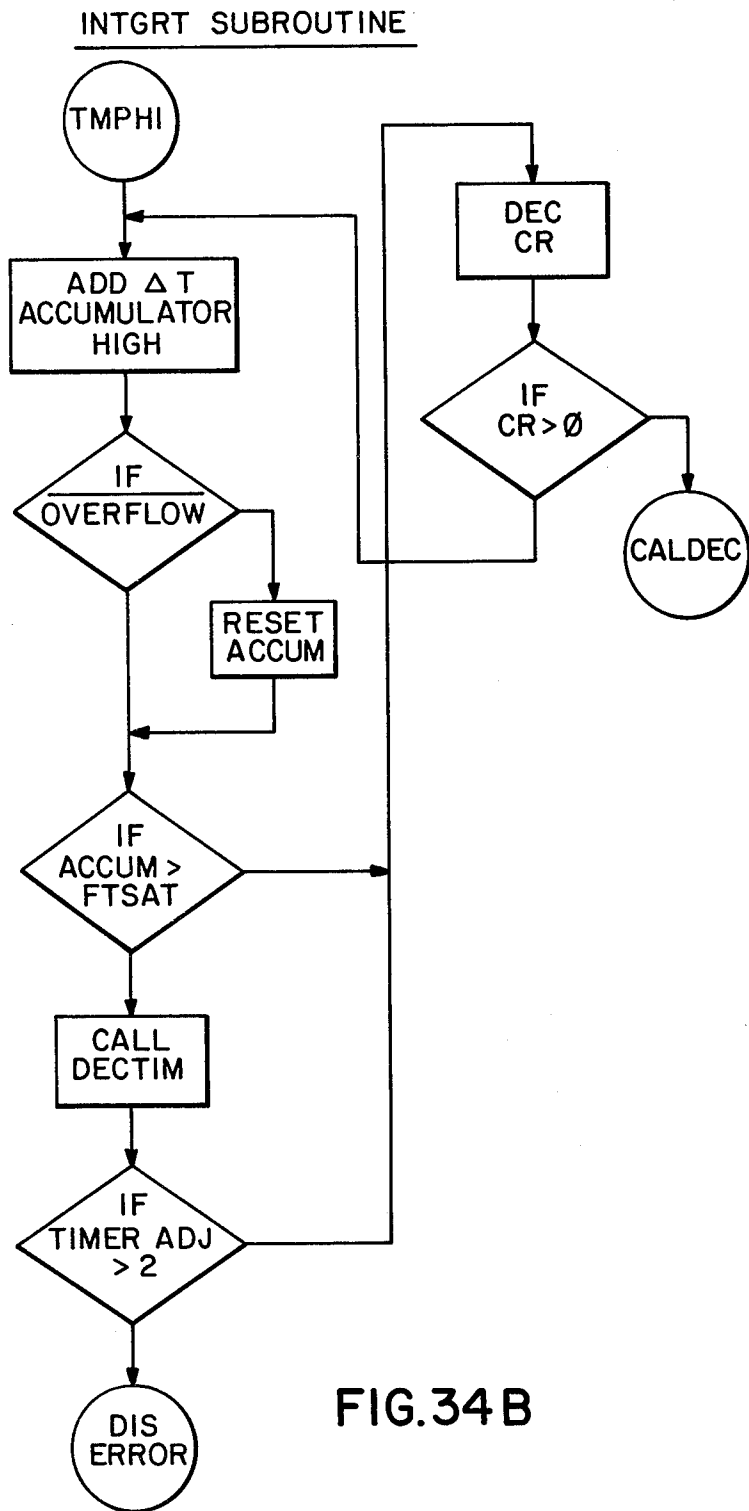 INTGRT SUBROUTINE
TMPHI
ADD Δ T
ACCUMULATOR
HIGH
IF
OVERFLOW
RESET
ACCUM
IF
ACCUM >
FTSAT
CALL
DECTIM
IF
TIMER ADJ
> 2
DIS
ERROR
DEC
CR
IF
CR > Ø
CALDEC
FIG.34B